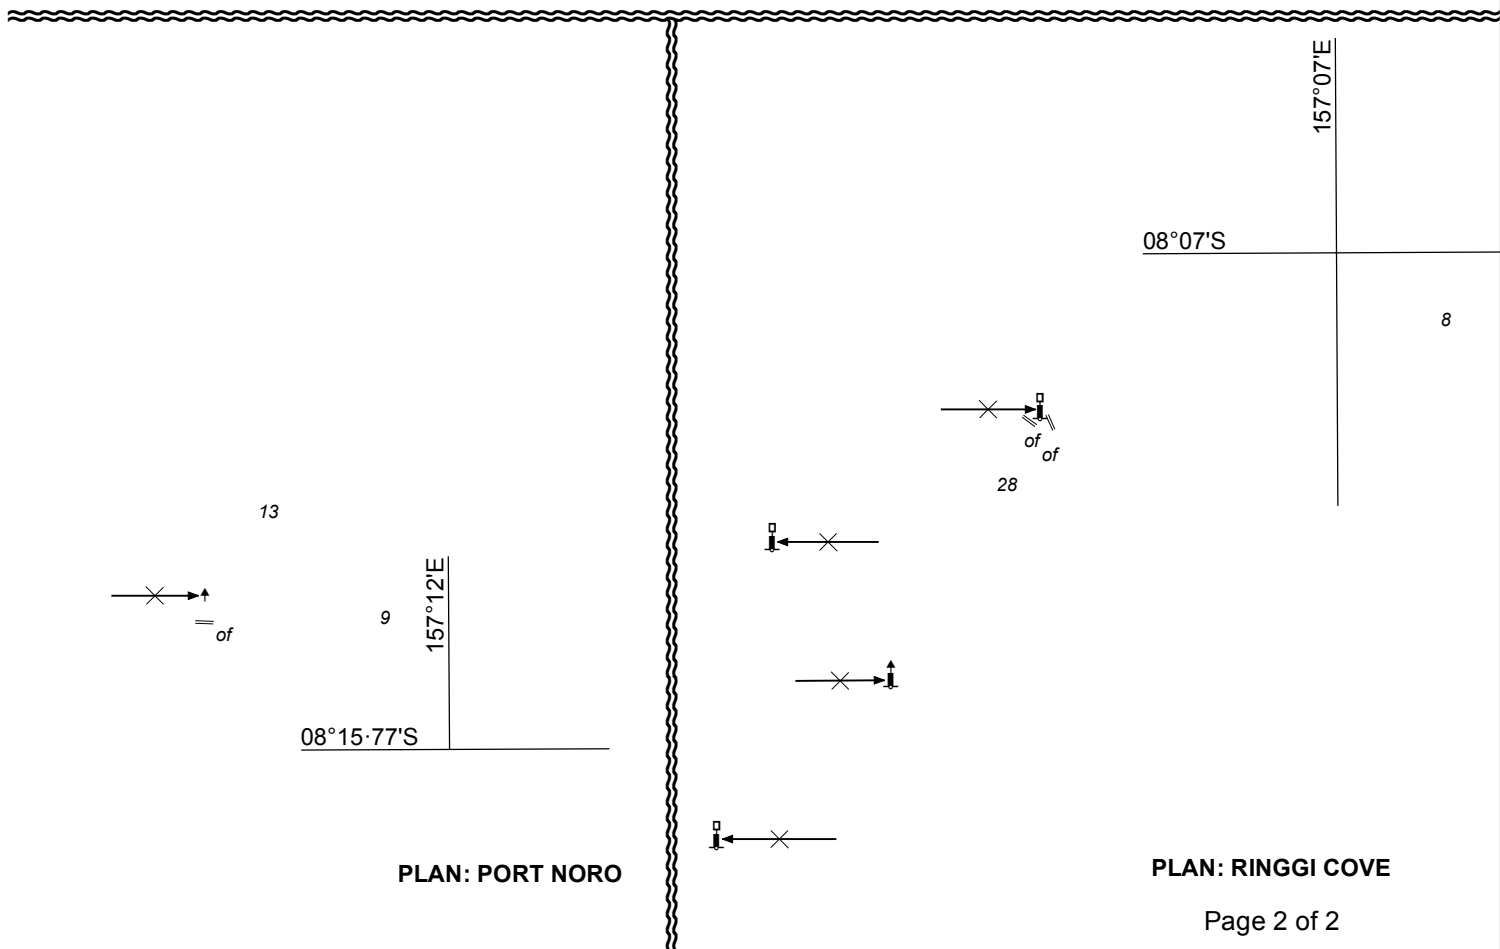 13
157°12'E
9
of
08°15·77'S
PLAN: PORT NORO
157°07'E
08°07'S
8
of
of
28
PLAN: RINGGI COVE
Page 2 of 2